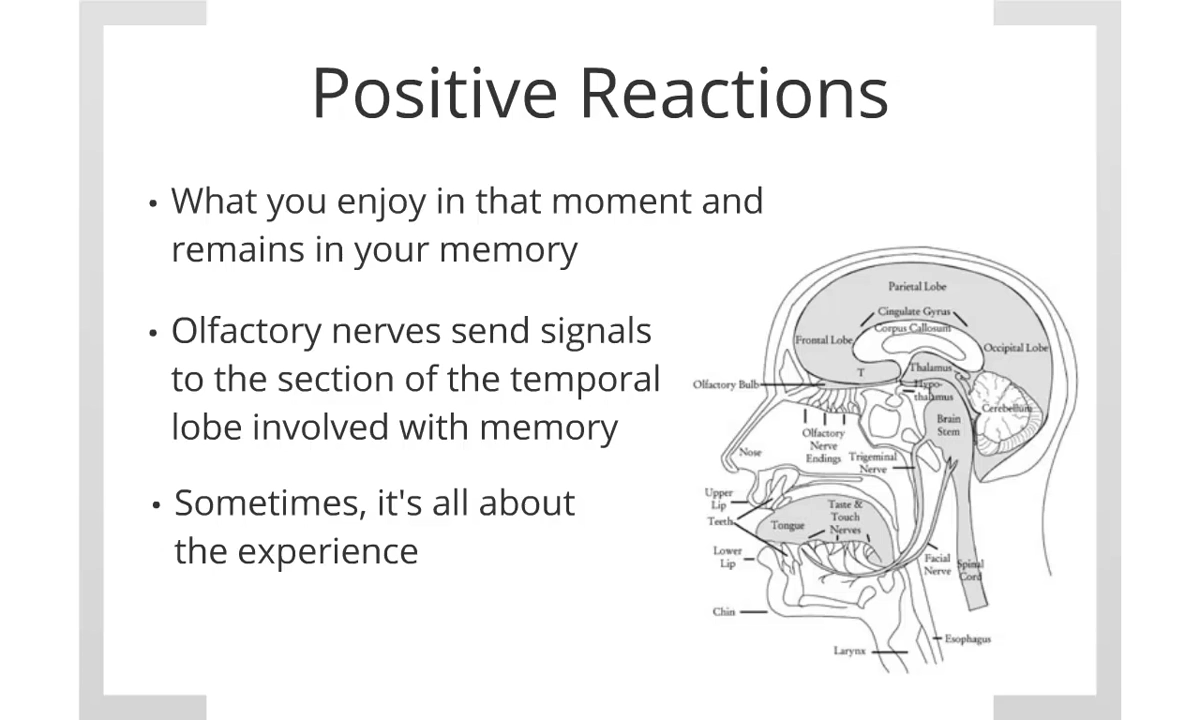 Positive Reactions
• What you enjoy in that moment and
remains in your memory
• Olfactory nerves send signals
to the section of the temporal
lobe involved with memory
• Sometimes, it's all about
the experience
Parietal Lobe
Cingulate Gyrus
Corpus Callosum
Frontal Lobe
Occipital Lobe
T
Thalamus
Olfactory Bulb
Hypo-
thalamus
Cerebellum
Brain
Stem
Olfactory
Nerve
Endings
Trigeminal
Nerve
Nose
Upper
Lip
Teeth
Taste &
Touch
Nerves
Tongue
Lower
Lip
Facial
Nerve
Spinal
Cord
Chin
Esophagus
Larynx